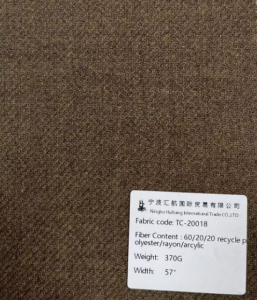 宁波汇航国际贸易有限公司
Ningbo Huihang International Trade CO.,LTD
Fabric code: TC-20018
Fiber Content : 60/20/20 recycle p
olyester/rayon/arcylic
Weight: 370G
Width: 57"